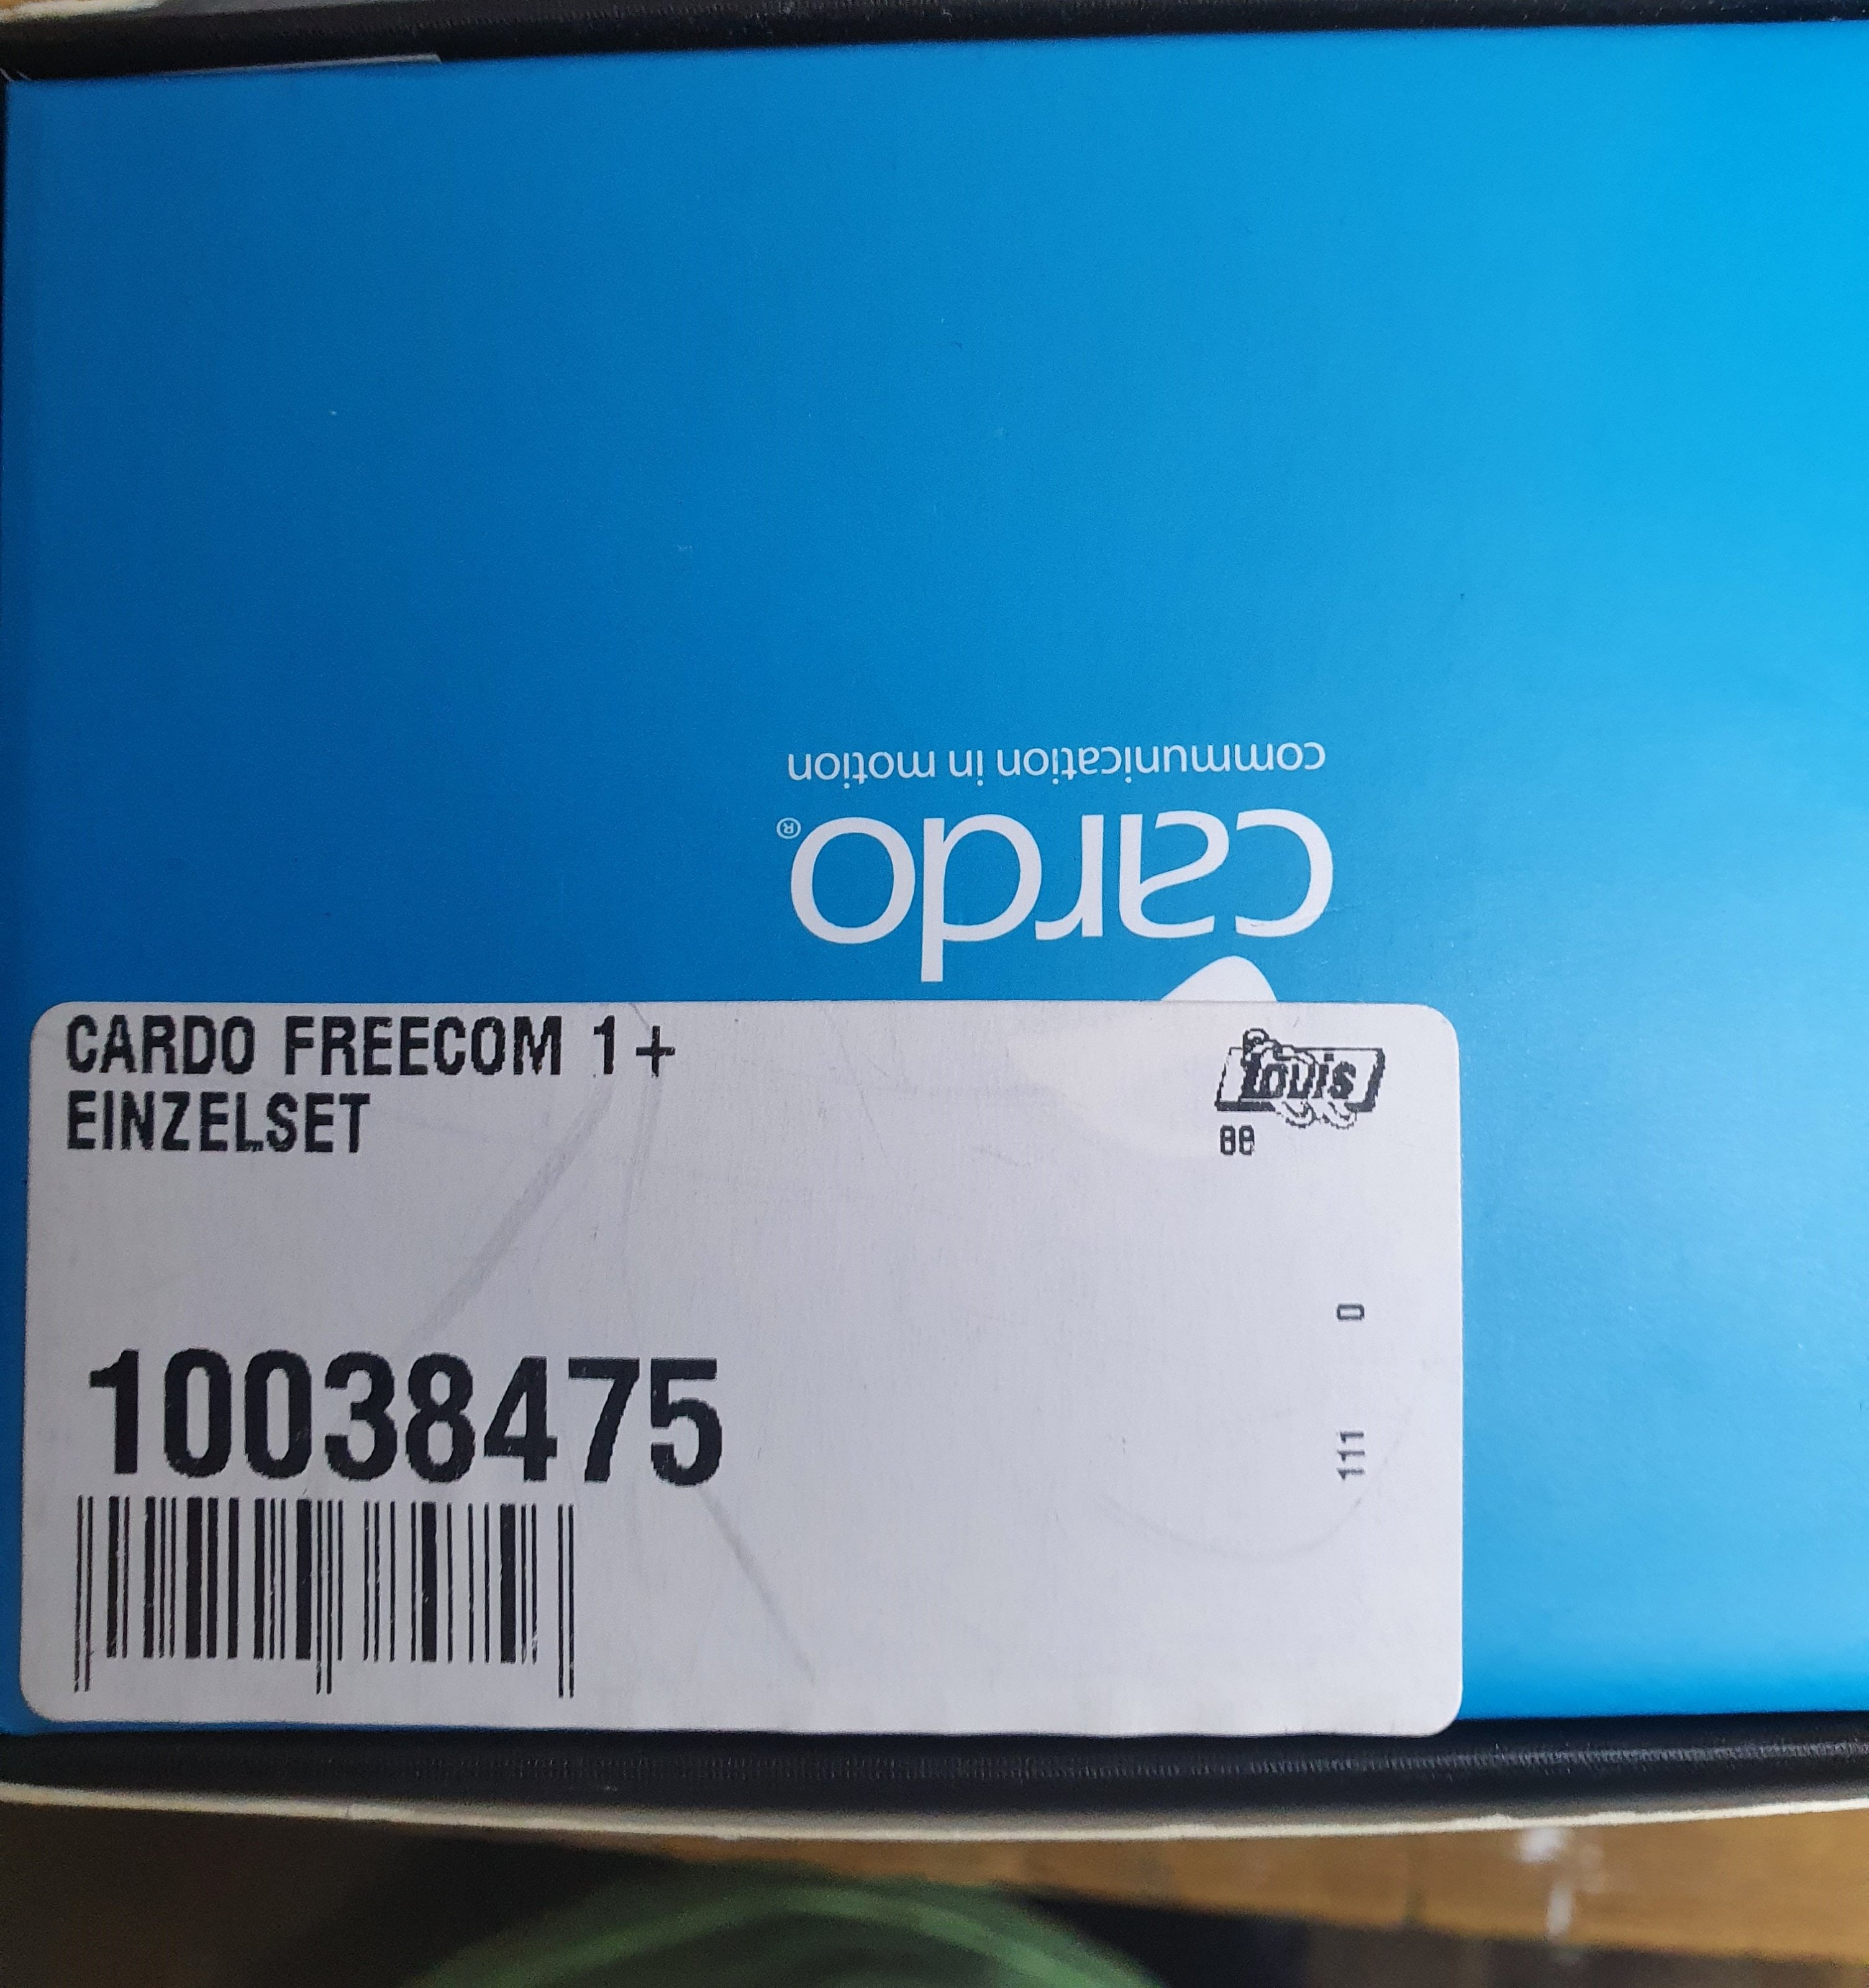 communication in motion
cardo®
CARDO FREECOM 1+
EINZELSET
Louis
88
0
10038475
111